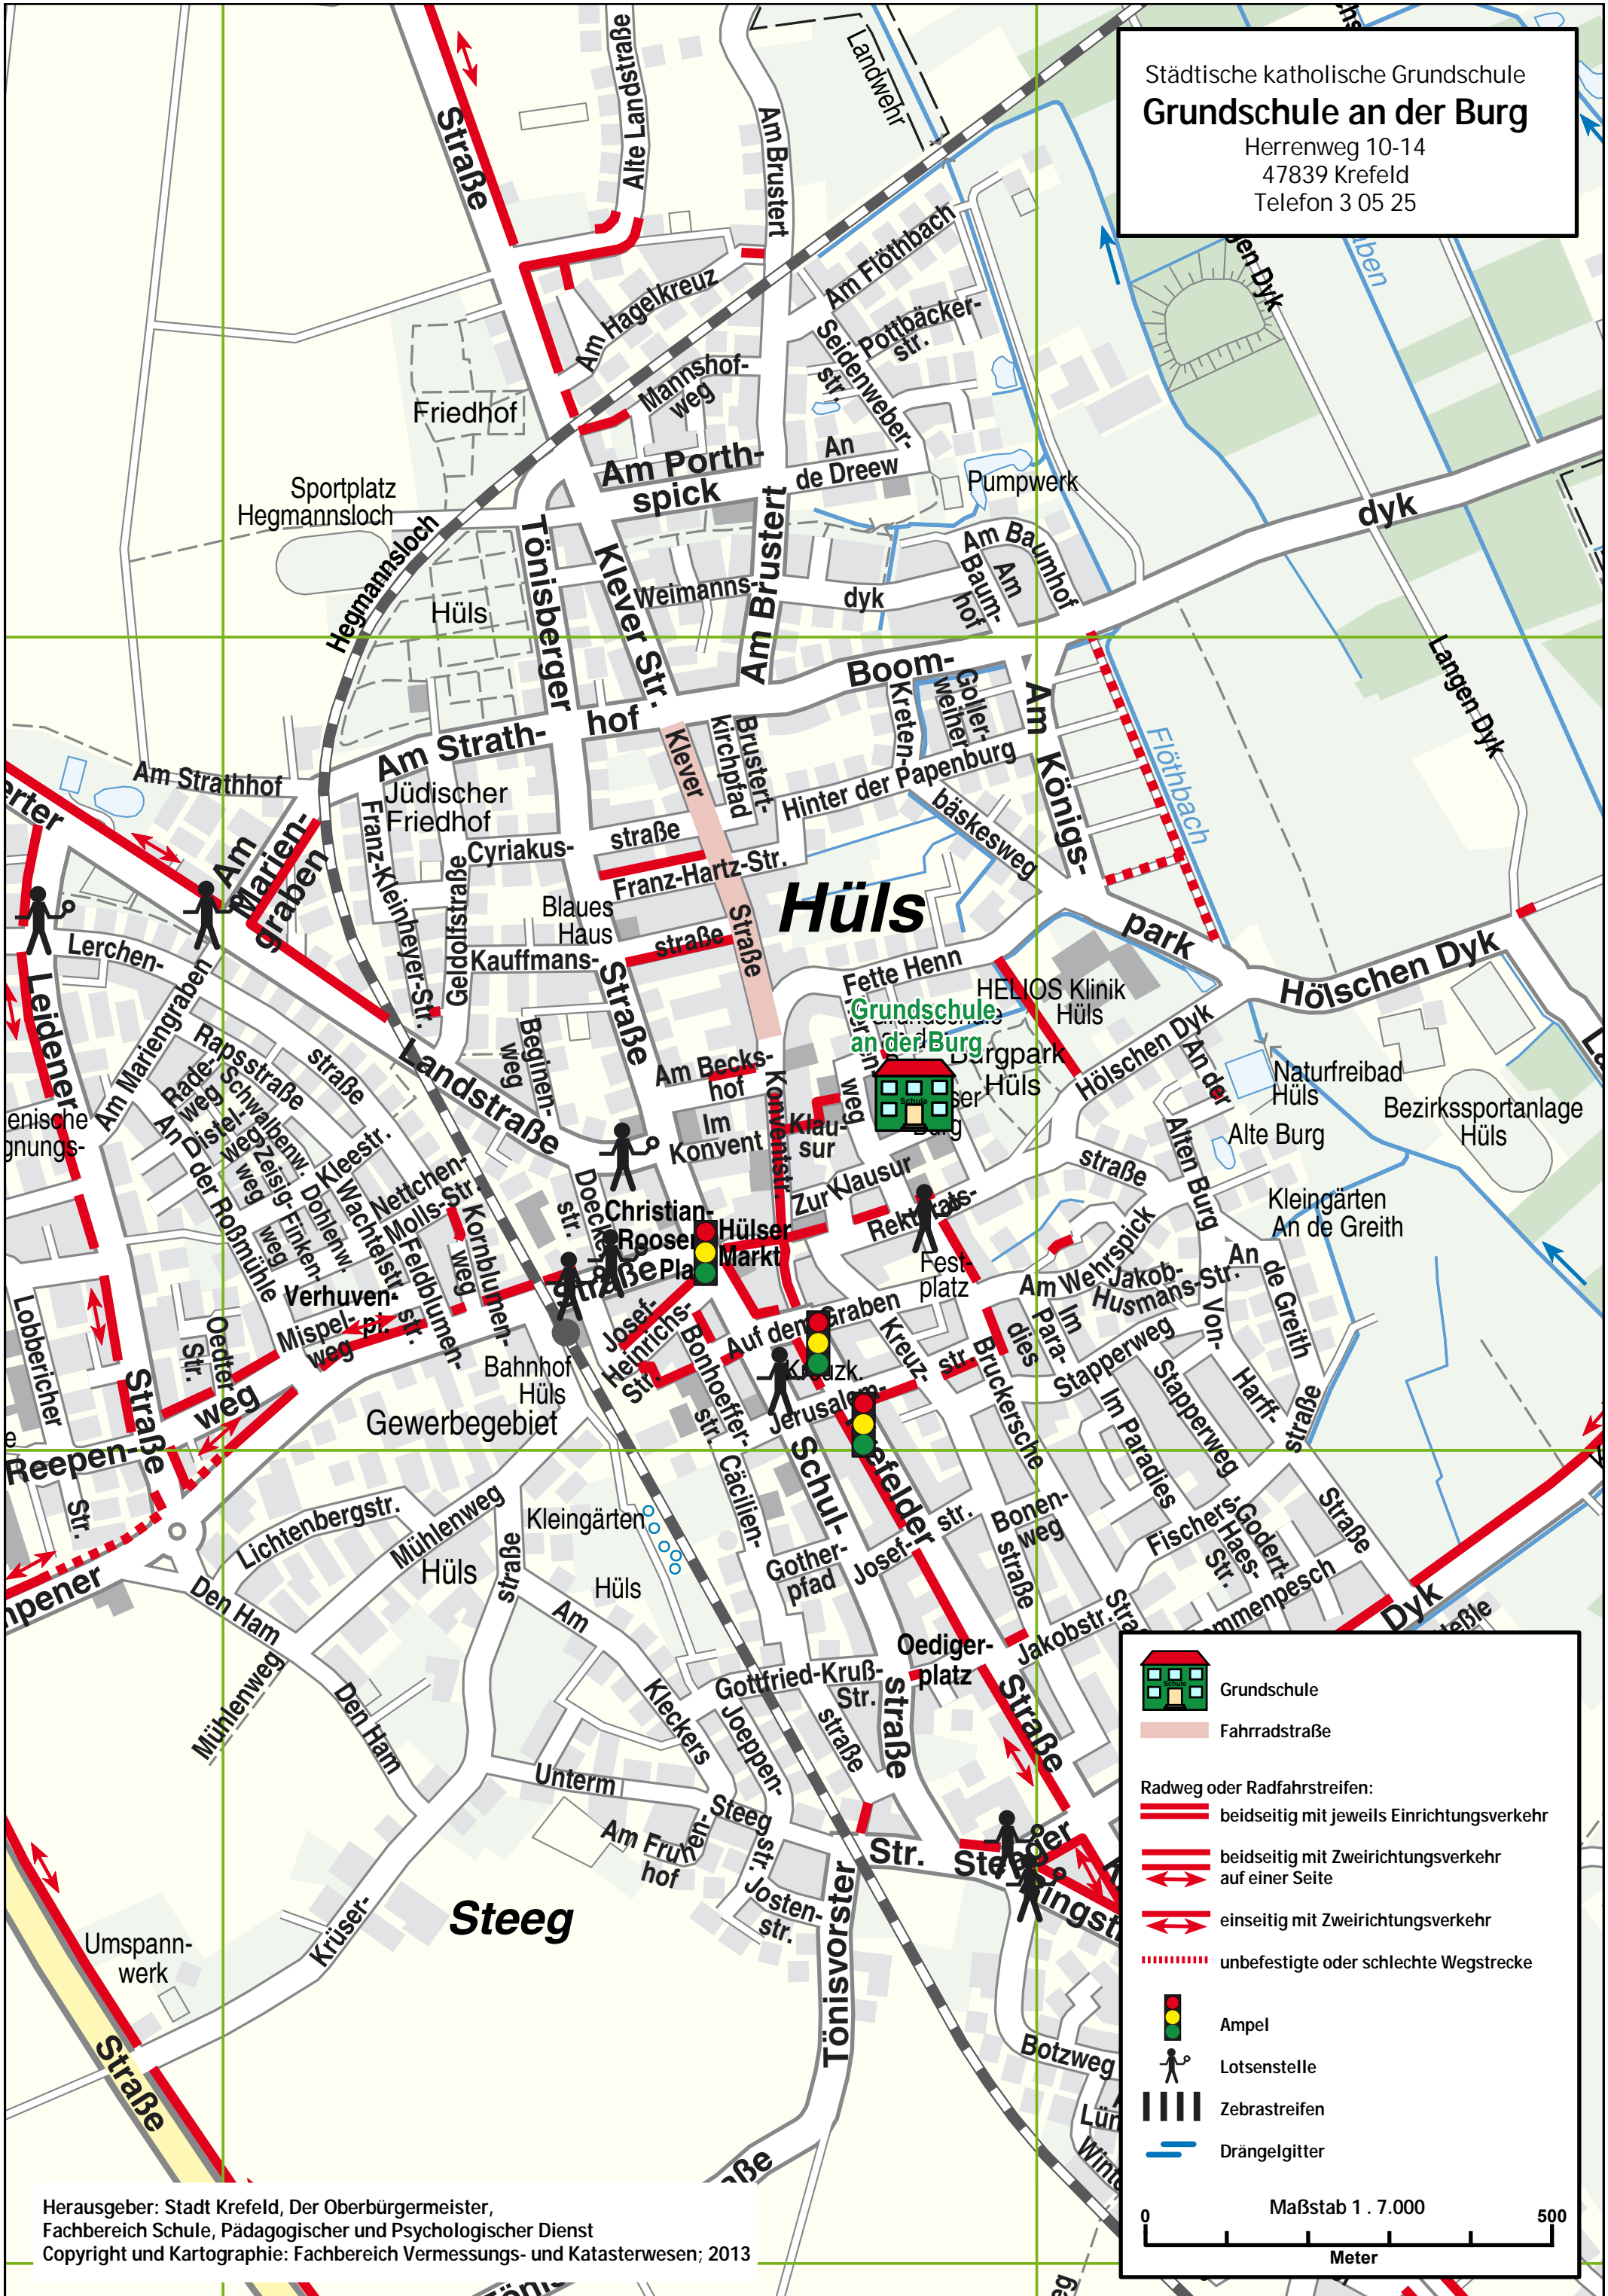 Städtische katholische Grundschule
Grundschule an der Burg
Herrenweg 10-14
47839 Krefeld
Telefon 3 05 25
Straße
Alte Landstraße
Am Brustert
Landwehr
Am Flöthbach
Pottbäcker-
str.
Seidenweber-
str.
Am Hagelkreuz
Mannshof-
weg
Friedhof
Am Porth-
spick
An
de Dreew
Pumpwerk
dyk
Sportplatz
Hegmannsloch
Hegmannsloch
Tönisberger
Klever Str.
Am Brustert
Weimanns-
dyk
Am Baumhof
Am
Baum-
hof
Hüls
Langen Dyk
Boom-
Goller-
weiher
Kreten-
bäskesweg
Am
Königs-
park
Flöthbach
Am Strath-
hof
Am Strathhof
Klever
Straße
Brustert-
kirchpfad
Hinter der Papenburg
Jüdischer
Friedhof
Franz-Kleinheyer-Str.
Geldolfstraße
Cyriakus-
straße
Franz-Hartz-Str.
Blaues
Haus
Kauffmans-
straße
Hüls
Am
Marien-
graben
Lerchen-
straße
Leidener
Straße
Am Mariengraben
Rapsstraße
Rade-
weg
Schwalbenw.
Distel-
weg
Zeisig-
weg
Finken-
weg
Dohlenw.
Kleestr.
Wachtelstr.
Nettchen-
Molls-Str.
An der Roßmühle
Feldblumen-
str.
Kornblumen-
weg
Landstraße
Beginen-
weg
Straße
Fette Henn
HELIOS Klinik
Hüls
Grundschule
an der Burg
Burgpark
Hüls
Burg
weg
Schule
Hölschen Dyk
Hölschen Dyk
An der
Alten Burg
Naturfreibad
Hüls
Alte Burg
Bezirkssportanlage
Hüls
Kleingärten
An de Greith
Am Becks-
hof
Im
Konvent
Konventstr.
Klau-
sur
Zur Klausur
Doecker-
str.
Christian-
Hülser
Markt
Straße
straße
Fest-
platz
Am Wehrspick
Jakob-
Husmans-Str.
An
de Greith
Von-
Harff-
straße
Verhuven-
pl.
Mispel-
weg
Oedter
Str.
Lobbericher
Str.
weg
Reepen-
Bahnhof
Hüls
Gewerbegebiet
Josef-
Heinrichs-
Str.
Bonhoeffer-
str.
Auf dem Graben
Kreuz-
str.
Bruckersche
Straße
Im
Para-
dies
Stapperweg
Stapperweg
Im Paradies
Jerusalem-
Schul-
straße
Cäcilien-
straße
Gother-
pfad
Josef-
str.
Bonen-
weg
straße
Fischers-
Godert-
Haes-
Str.
Straße
Dyk
Jakobstr.
Lichtenbergstr.
Mühlenweg
Hüls
Kleingärten
Hüls
Den Ham
Mühlenweg
Den Ham
straße
Am
Kleckers
Gottfried-Kruß-
Str.
Oediger-
platz
Straße
Joeppen-
str.
Unterm
Steeg
Am Fruhen-
hof
Josten-
str.
Str.
Tönisvorster
Steeg
Krüser-
Umspann-
werk
Straße
Botzweg
Grundschule
Fahrradstraße
Radweg oder Radfahrstreifen:
beidseitig mit jeweils Einrichtungsverkehr
beidseitig mit Zweirichtungsverkehr
auf einer Seite
einseitig mit Zweirichtungsverkehr
unbefestigte oder schlechte Wegstrecke
Ampel
Lotsenstelle
Zebrastreifen
Drängelgitter
Maßstab 1 . 7.000
0
500
Meter
Herausgeber: Stadt Krefeld, Der Oberbürgermeister,
Fachbereich Schule, Pädagogischer und Psychologischer Dienst
Copyright und Kartographie: Fachbereich Vermessungs- und Katasterwesen; 2013